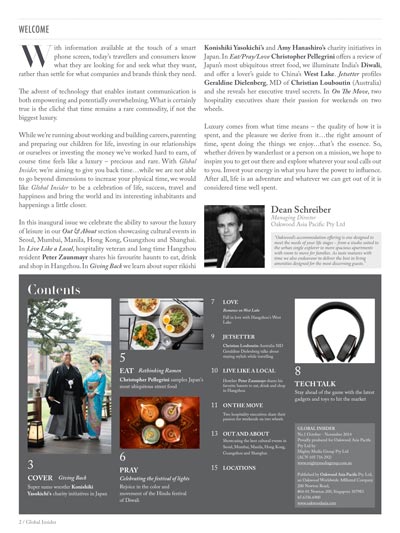 WELCOME
With information available at the touch of a smart
phone screen, today's travellers and consumers know
what they are looking for and seek what they want,
rather than settle for what companies and brands think they need.
The advent of technology that enables instant communication is
both empowering and potentially overwhelming. What is certainly
true is the cliché that time remains a rare commodity, if not the
biggest luxury.
While we're running about working and building careers, parenting
and preparing our children for life, investing in our relationships
or ourselves or investing the money we've worked hard to earn, of
course time feels like a luxury – precious and rare. With Global
Insider, we're aiming to give you back time…while we are not able
to go beyond dimensions to increase your physical time, we would
like Global Insider to be a celebration of life, success, travel and
happiness and bring the world and its interesting inhabitants and
happenings a little closer.
In this inaugural issue we celebrate the ability to savour the luxury
of leisure in our Out & About section showcasing cultural events in
Seoul, Mumbai, Manila, Hong Kong, Guangzhou and Shanghai.
In Live Like a Local, hospitality veteran and long time Hangzhou
resident Peter Zaunmayr shares his favourite haunts to eat, drink
and shop in Hangzhou. In Giving Back we learn about super rikishi
Konishiki Yasokichi's and Amy Hanashiro's charity initiatives in
Japan. In Eat/Pray/Love Christopher Pellegrini offers a review of
Japan's most ubiquitous street food, we illuminate India's Diwali,
and offer a lover's guide to China's West Lake. Jetsetter profiles
Geraldine Dielenberg, MD of Christian Louboutin (Australia)
and she reveals her executive travel secrets. In On The Move, two
hospitality executives share their passion for weekends on two
wheels.
Luxury comes from what time means – the quality of how it is
spent, and the pleasure we derive from it…the right amount of
time, spent doing the things we enjoy…that's the essence. So,
whether driven by wanderlust or a person on a mission, we hope to
inspire you to get out there and explore whatever your soul calls out
to you. Invest your energy in what you have the power to influence.
After all, life is an adventure and whatever we can get out of it is
considered time well spent.
Dean Schreiber
Managing Director
Oakwood Asia Pacific Pty Ltd
"Oakwood's accommodation offering is one designed to
meet the needs of your life stages – from a studio suited to
the urban single explorer to more spacious apartments
with room to move for families. As taste matures with
time we also endeavour to deliver the best in living
amenities designed for the most discerning guests."
Contents
3
COVER Giving Back
Super sumo wrestler Konishiki
Yasokichi's charity initiatives in Japan
5
EAT Rethinking Ramen
Christopher Pellegrini samples Japan's
most ubiquitous street food
6
PRAY
Celebrating the festival of lights
Rejoice in the color and
movement of the Hindu festival
of Diwali
7 LOVE
Romance on West Lake
Fall in love with Hangzhou's West
Lake
9 JETSETTER
Christian Louboutin Australia MD
Geraldine Dielenberg talks about
staying stylish while travelling
10 LIVE LIKE A LOCAL
Hotelier Peter Zaunmayr shares his
favorite haunts to eat, drink and shop
in Hangzhou
11 ON THE MOVE
Two hospitality executives share their
passion for weekends on two wheels
13 OUT AND ABOUT
Showcasing the best cultural events in
Seoul, Mumbai, Manila, Hong Kong,
Guangzhou and Shanghai
15 LOCATIONS
8
TECH TALK
Stay ahead of the game with the latest
gadgets and toys to hit the market
GLOBAL INSIDER
No.1 October - November 2014
Proudly produced for Oakwood Asia Pacific
Pty Ltd by
Mighty Media Group Pty Ltd
www.mightymediagroup.com.au
Published by Oakwood Asia Pacific Pty Ltd,
an Oakwood Worldwide Affiliated Company
200 Newton Road,
www.oakwoodasia.com
2 / Global Insider